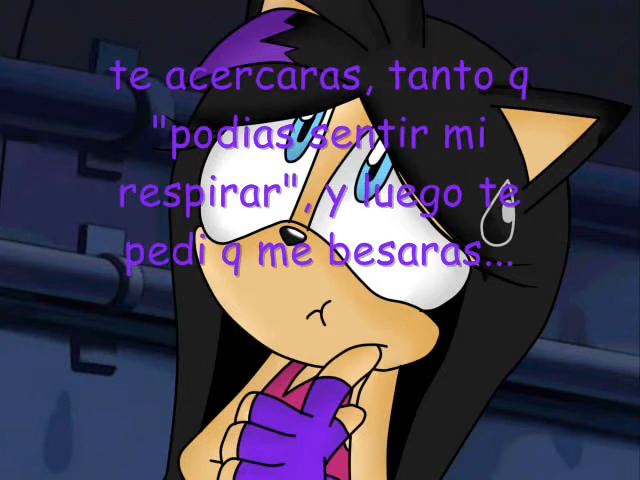 te acercaras, tanto q
"podias sentir mi
respirar", y luego te
pedi q me besaras...